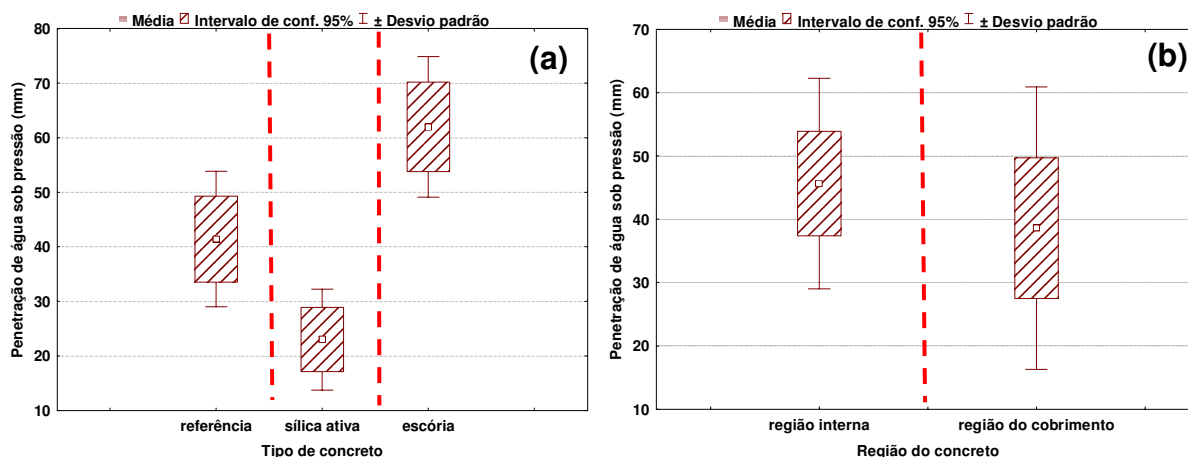 Média Intervalo de conf. 95% ± Desvio padrão
(a)
Penetração de água sob pressão (mm)
80
70
60
50
40
30
20
10
referência sílica ativa escória
Tipo de concreto
Média Intervalo de conf. 95% ± Desvio padrão
(b)
Penetração de água sob pressão (mm)
70
60
50
40
30
20
10
região interna região do cobrimento
Região do concreto